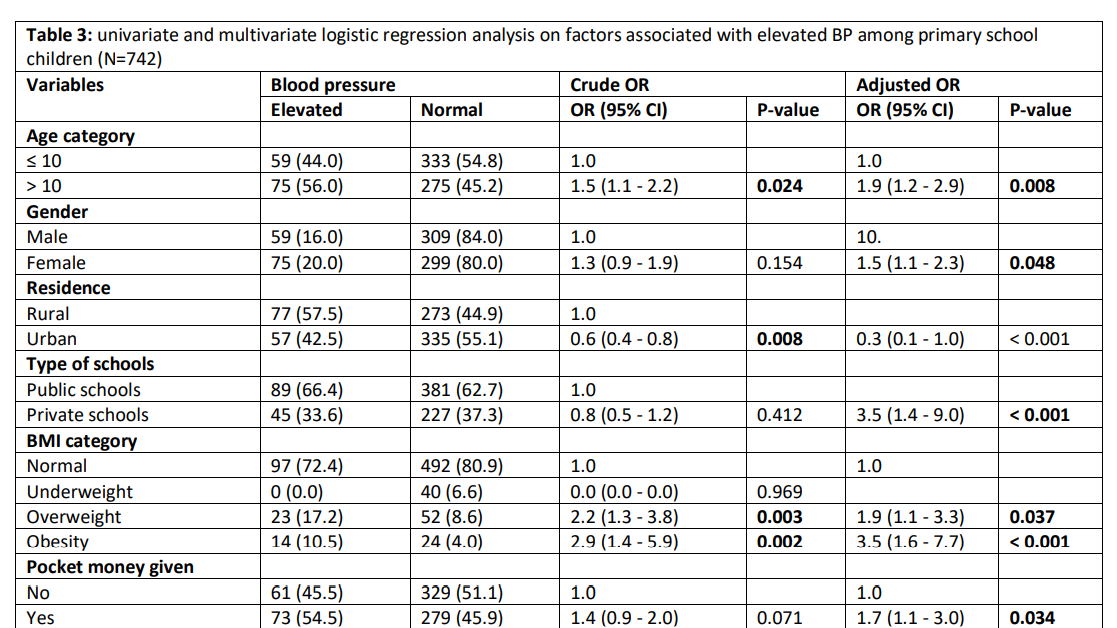 Table 3: univariate and multivariate logistic regression analysis on factors associated with elevated BP among primary school
children (N=742)
Variables Blood pressure Crude OR Adjusted OR
Elevated Normal OR (95% CI) P-value OR (95% CI) P-value
Age category
≤ 10 59 (44.0) 333 (54.8) 1.0 1.0
> 10 75 (56.0) 275 (45.2) 1.5 (1.1 - 2.2) 0.024 1.9 (1.2 - 2.9) 0.008
Gender
Male 59 (16.0) 309 (84.0) 1.0 10.
Female 75 (20.0) 299 (80.0) 1.3 (0.9 - 1.9) 0.154 1.5 (1.1 - 2.3) 0.048
Residence
Rural 77 (57.5) 273 (44.9) 1.0
Urban 57 (42.5) 335 (55.1) 0.6 (0.4 - 0.8) 0.008 0.3 (0.1 - 1.0) < 0.001
Type of schools
Public schools 89 (66.4) 381 (62.7) 1.0
Private schools 45 (33.6) 227 (37.3) 0.8 (0.5 - 1.2) 0.412 3.5 (1.4 - 9.0) < 0.001
BMI category
Normal 97 (72.4) 492 (80.9) 1.0 1.0
Underweight 0 (0.0) 40 (6.6) 0.0 (0.0 - 0.0) 0.969
Overweight 23 (17.2) 52 (8.6) 2.2 (1.3 - 3.8) 0.003 1.9 (1.1 - 3.3) 0.037
Obesity 14 (10.5) 24 (4.0) 2.9 (1.4 - 5.9) 0.002 3.5 (1.6 - 7.7) < 0.001
Pocket money given
No 61 (45.5) 329 (51.1) 1.0 1.0
Yes 73 (54.5) 279 (45.9) 1.4 (0.9 - 2.0) 0.071 1.7 (1.1 - 3.0) 0.034